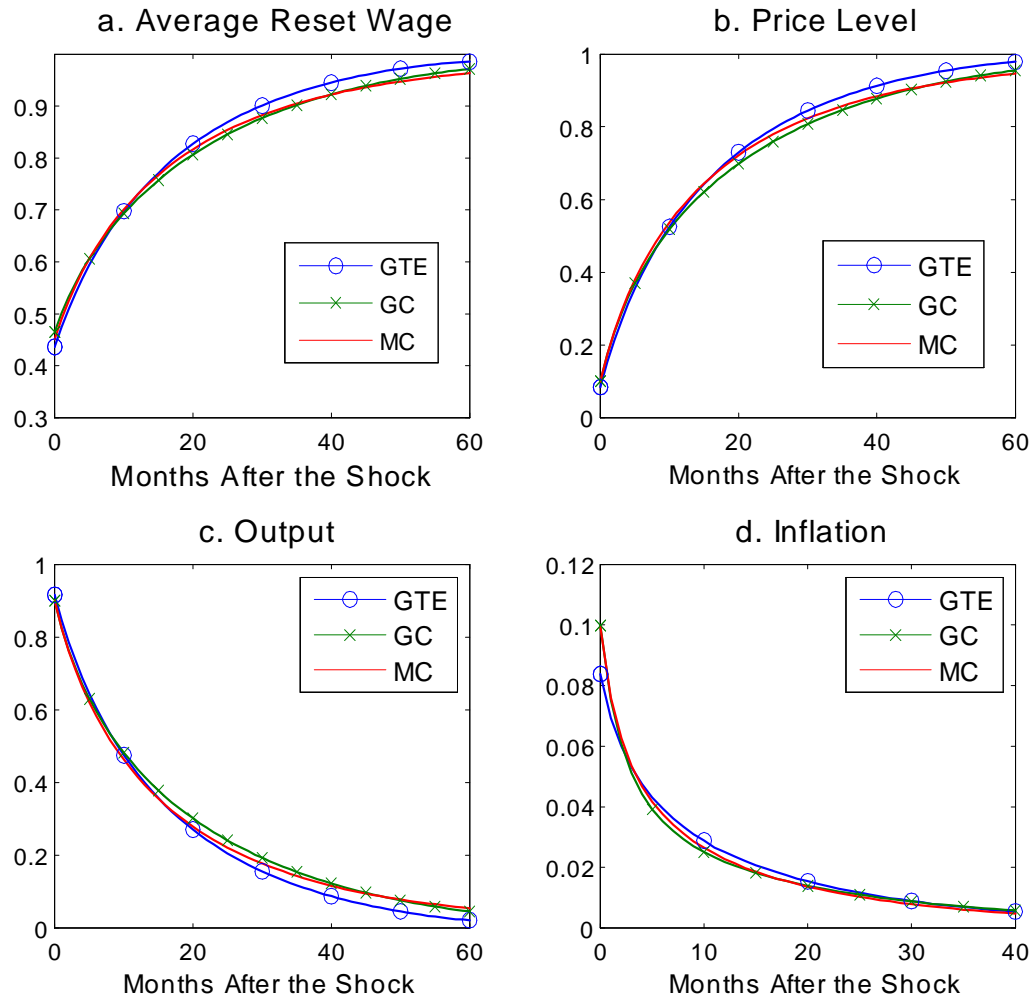 a. Average Reset Wage
0.9
0.8
0.7
0.6
0.5
0.4
0.3
0 20 40 60
Months After the Shock
GTE
GC
MC
b. Price Level
1
0.8
0.6
0.4
0.2
0
0 20 40 60
Months After the Shock
GTE
GC
MC
c. Output
1
0.8
0.6
0.4
0.2
0
0 20 40 60
Months After the Shock
GTE
GC
MC
d. Inflation
0.12
0.1
0.08
0.06
0.04
0.02
0
0 10 20 30 40
Months After the Shock
GTE
GC
MC